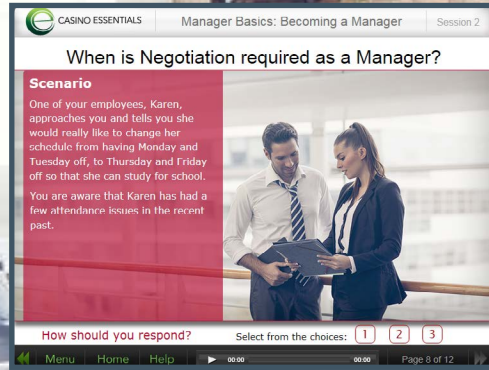 CASINO ESSENTIALS
Manager Basics: Becoming a Manager
Session 2
When is Negotiation required as a Manager?
Scenario
One of your employees, Karen,
approaches you and tells you she
would really like to change her
schedule from having Monday and
Tuesday off, to Thursday and Friday
off so that she can study for school.
You are aware that Karen has had a
few attendance issues in the recent
past.
How should you respond?
Select from the choices: 1 2 3
Menu Home Help 00:00 00:00 Page 8 of 12